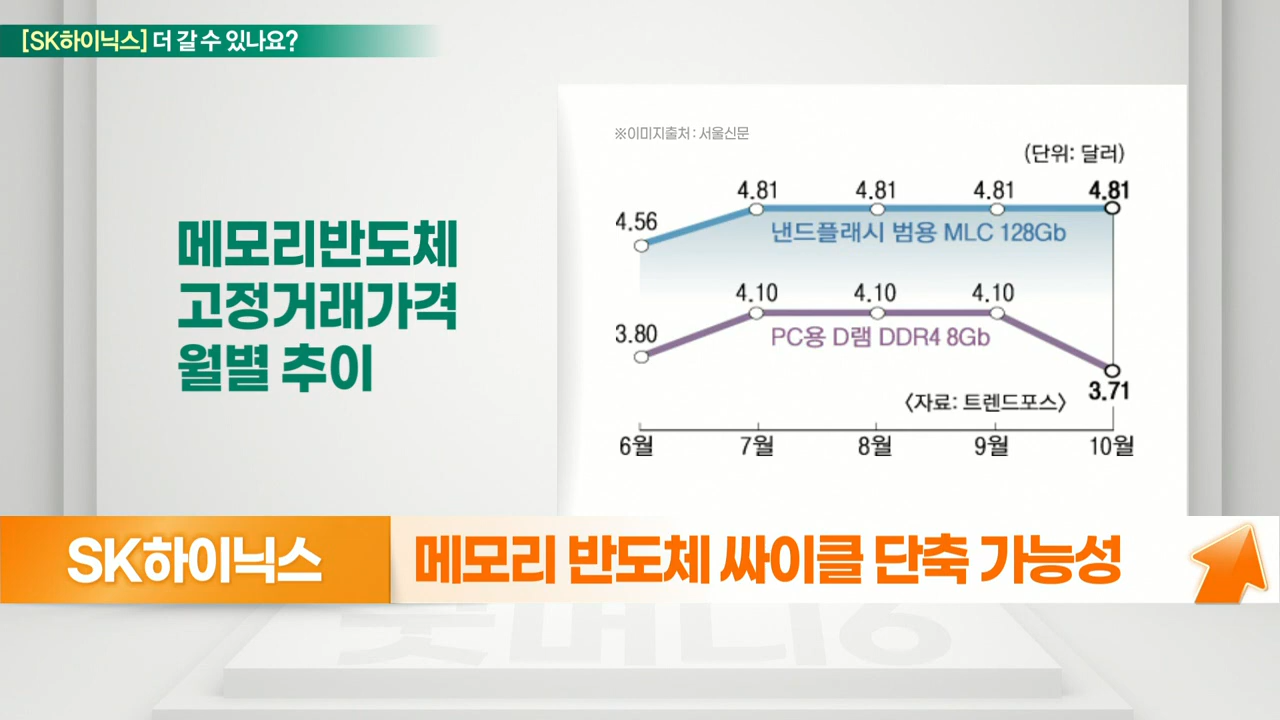 [SK하이닉스] 더 갈 수 있나요?
※이미지출처 : 서울신문
(단위: 달러)
메모리반도체
고정거래가격
월별 추이
4.56 4.81 4.81 4.81 4.81
낸드플래시 범용 MLC 128Gb
3.80 4.10 4.10 4.10 3.71
PC용 D램 DDR4 8Gb
〈자료: 트렌드포스〉
6월 7월 8월 9월 10월
SK하이닉스
메모리 반도체 싸이클 단축 가능성